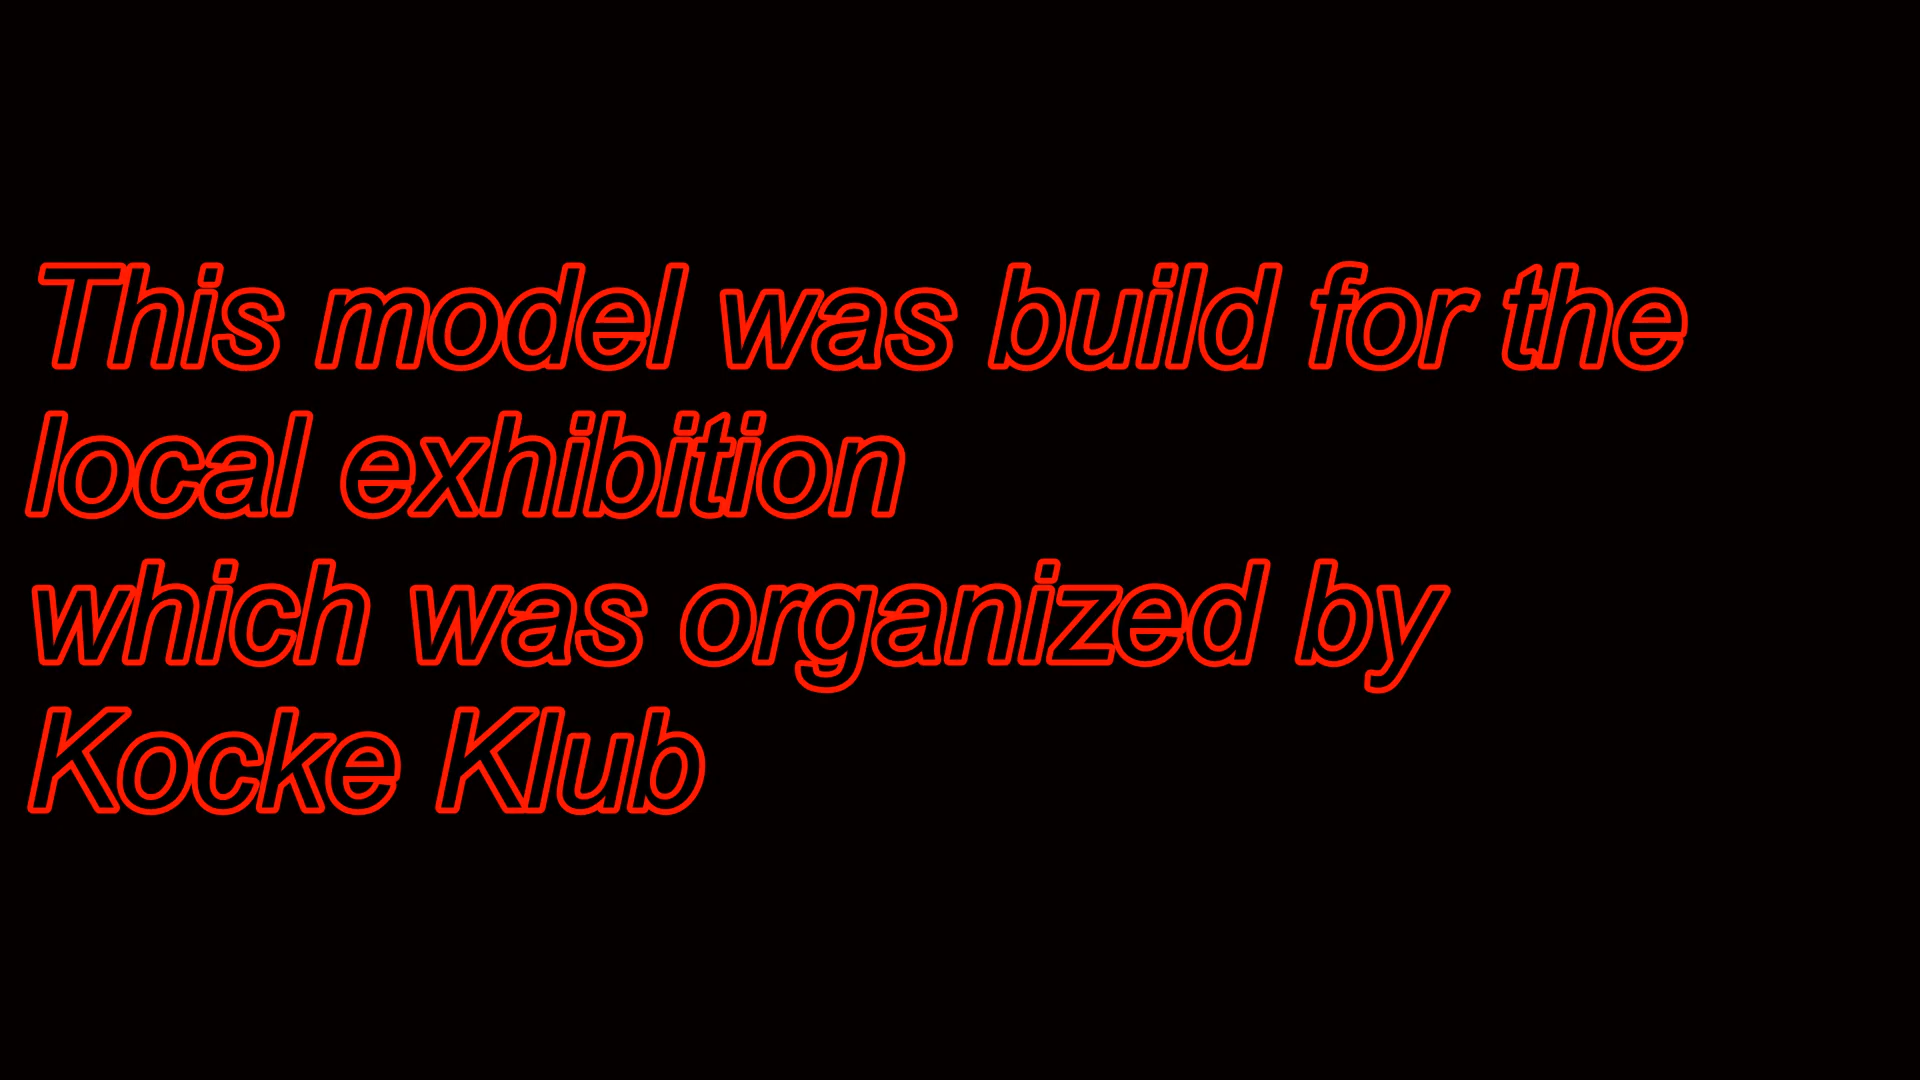 This model was build for the
local exhibition
which was organized by
Kocke Klub